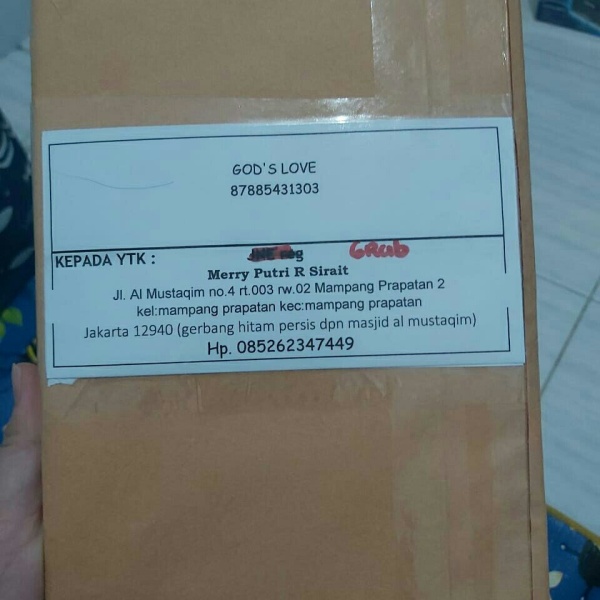 GOD'S LOVE
87885431303
KEPADA YTK : JNE reg GRab
Merry Putri R Sirait
Jl. Al Mustaqim no.4 rt.003 rw.02 Mampang Prapatan 2
kel:mampang prapatan kec:mampang prapatan
Jakarta 12940 (gerbang hitam persis dpn masjid al mustaqim)
Hp. 085262347449